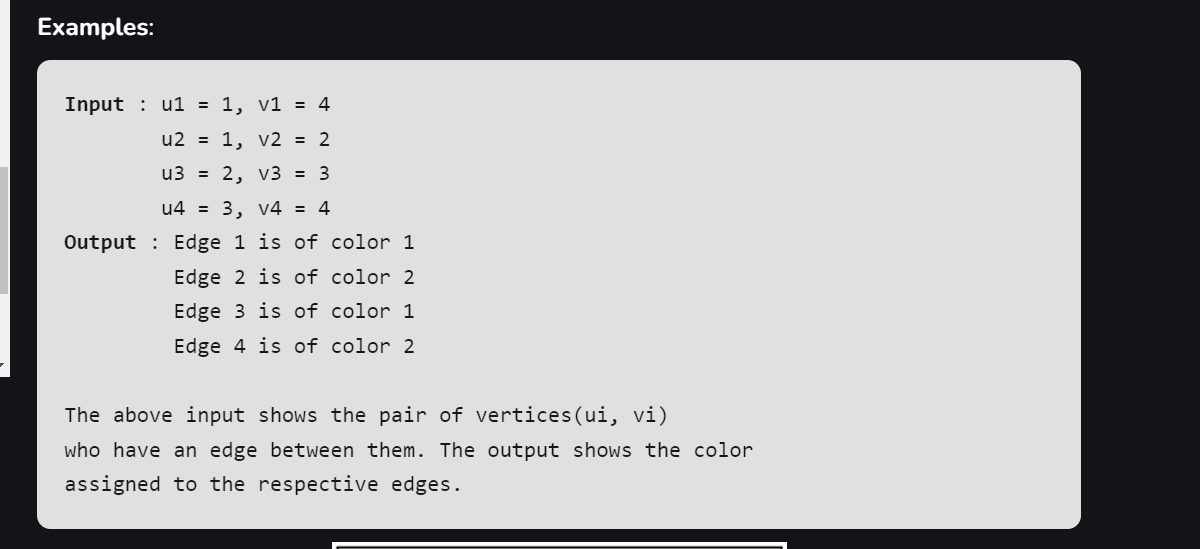 Examples:
Input : u1 = 1, v1 = 4
u2 = 1, v2 = 2
u3 = 2, v3 = 3
u4 = 3, v4 = 4
Output : Edge 1 is of color 1
Edge 2 is of color 2
Edge 3 is of color 1
Edge 4 is of color 2
The above input shows the pair of vertices(ui, vi)
who have an edge between them. The output shows the color
assigned to the respective edges.